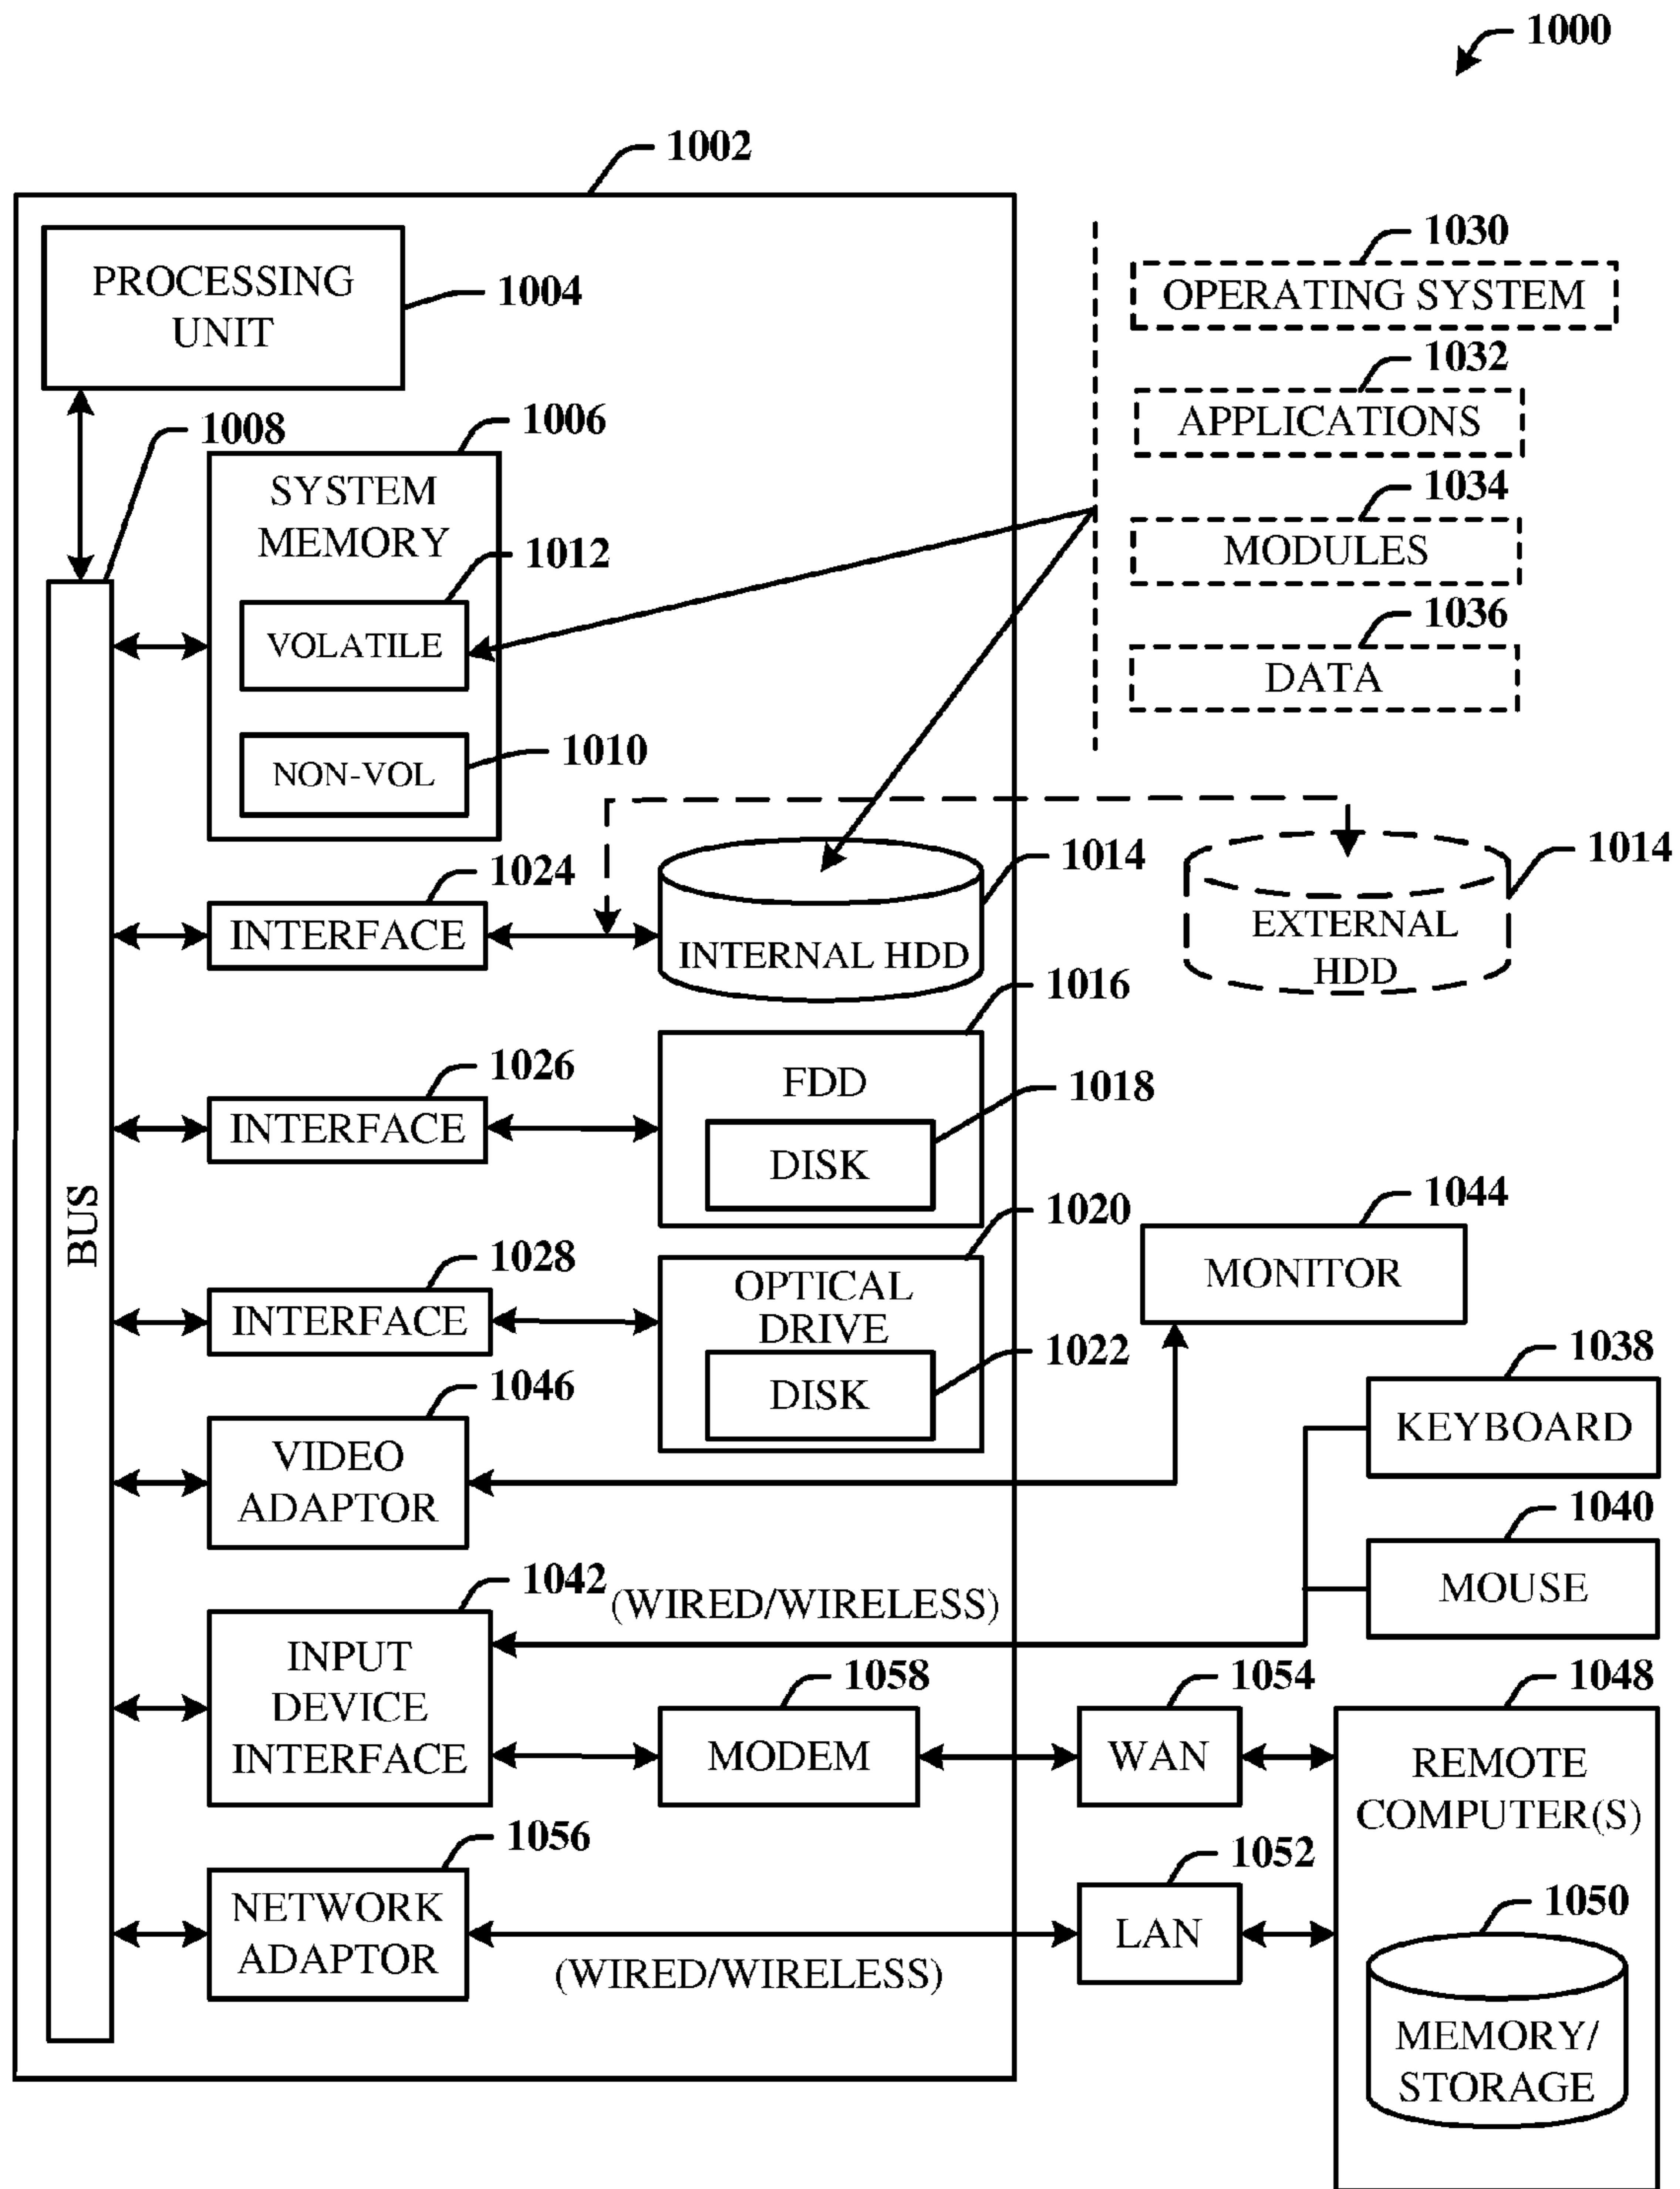 1000
1002
PROCESSING
UNIT
1004
1030
OPERATING SYSTEM
1032
APPLICATIONS
1034
MODULES
1036
DATA
1008
1006
SYSTEM
MEMORY
1012
VOLATILE
1010
NON-VOL
BUS
1024
INTERFACE
1014
INTERNAL HDD
1014
EXTERNAL
HDD
1016
FDD
1026
INTERFACE
1018
DISK
1020
OPTICAL
DRIVE
1028
INTERFACE
1022
DISK
1044
MONITOR
1046
VIDEO
ADAPTOR
1038
KEYBOARD
1040
MOUSE
1042
(WIRED/WIRELESS)
INPUT
DEVICE
INTERFACE
1058
MODEM
1054
WAN
1048
REMOTE
COMPUTER(S)
1056
NETWORK
ADAPTOR
(WIRED/WIRELESS)
1052
LAN
1050
MEMORY/
STORAGE